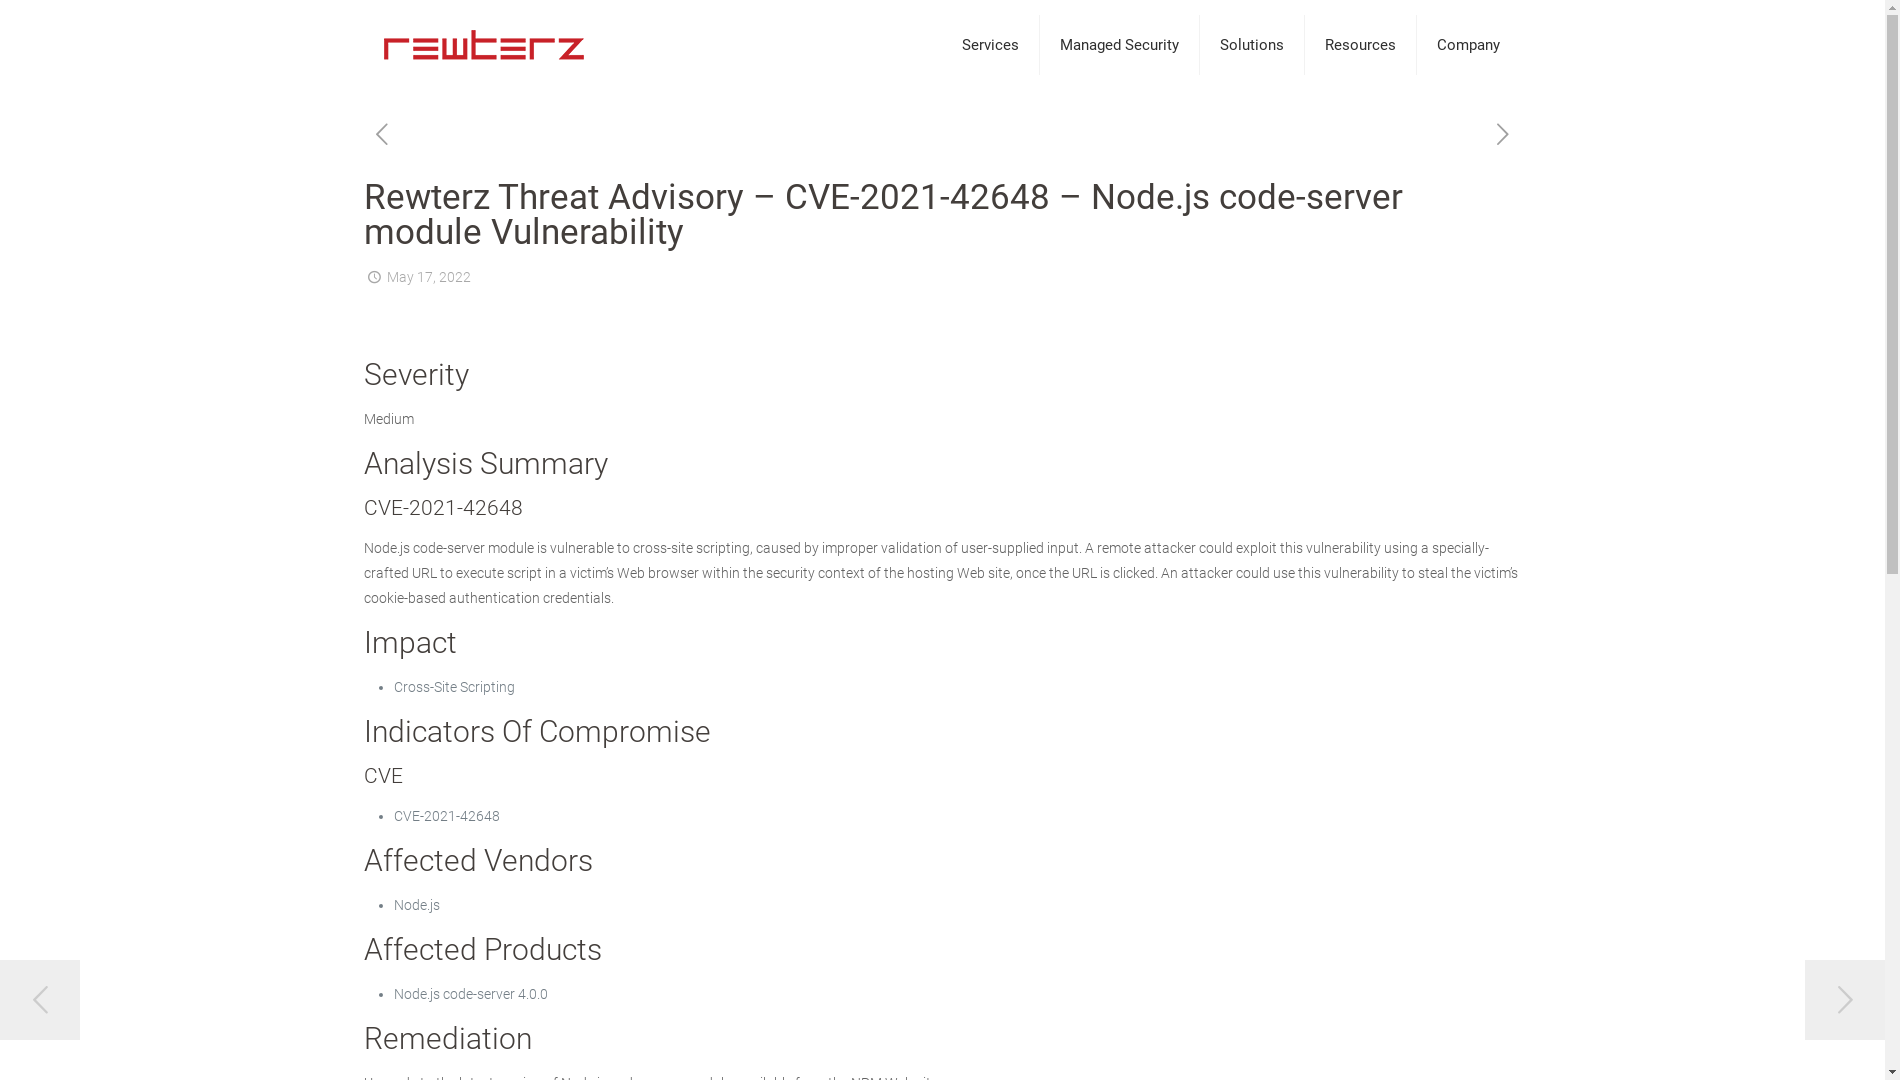 rewterz
Services
Managed Security
Solutions
Resources
Company
Rewterz Threat Advisory – CVE-2021-42648 – Node.js code-server
module Vulnerability
May 17, 2022
Severity
Medium
Analysis Summary
CVE-2021-42648
Node.js code-server module is vulnerable to cross-site scripting, caused by improper validation of user-supplied input. A remote attacker could exploit this vulnerability using a specially-
crafted URL to execute script in a victim's Web browser within the security context of the hosting Web site, once the URL is clicked. An attacker could use this vulnerability to steal the victim's
cookie-based authentication credentials.
Impact
• Cross-Site Scripting
Indicators Of Compromise
CVE
• CVE-2021-42648
Affected Vendors
• Node.js
Affected Products
• Node.js code-server 4.0.0
Remediation